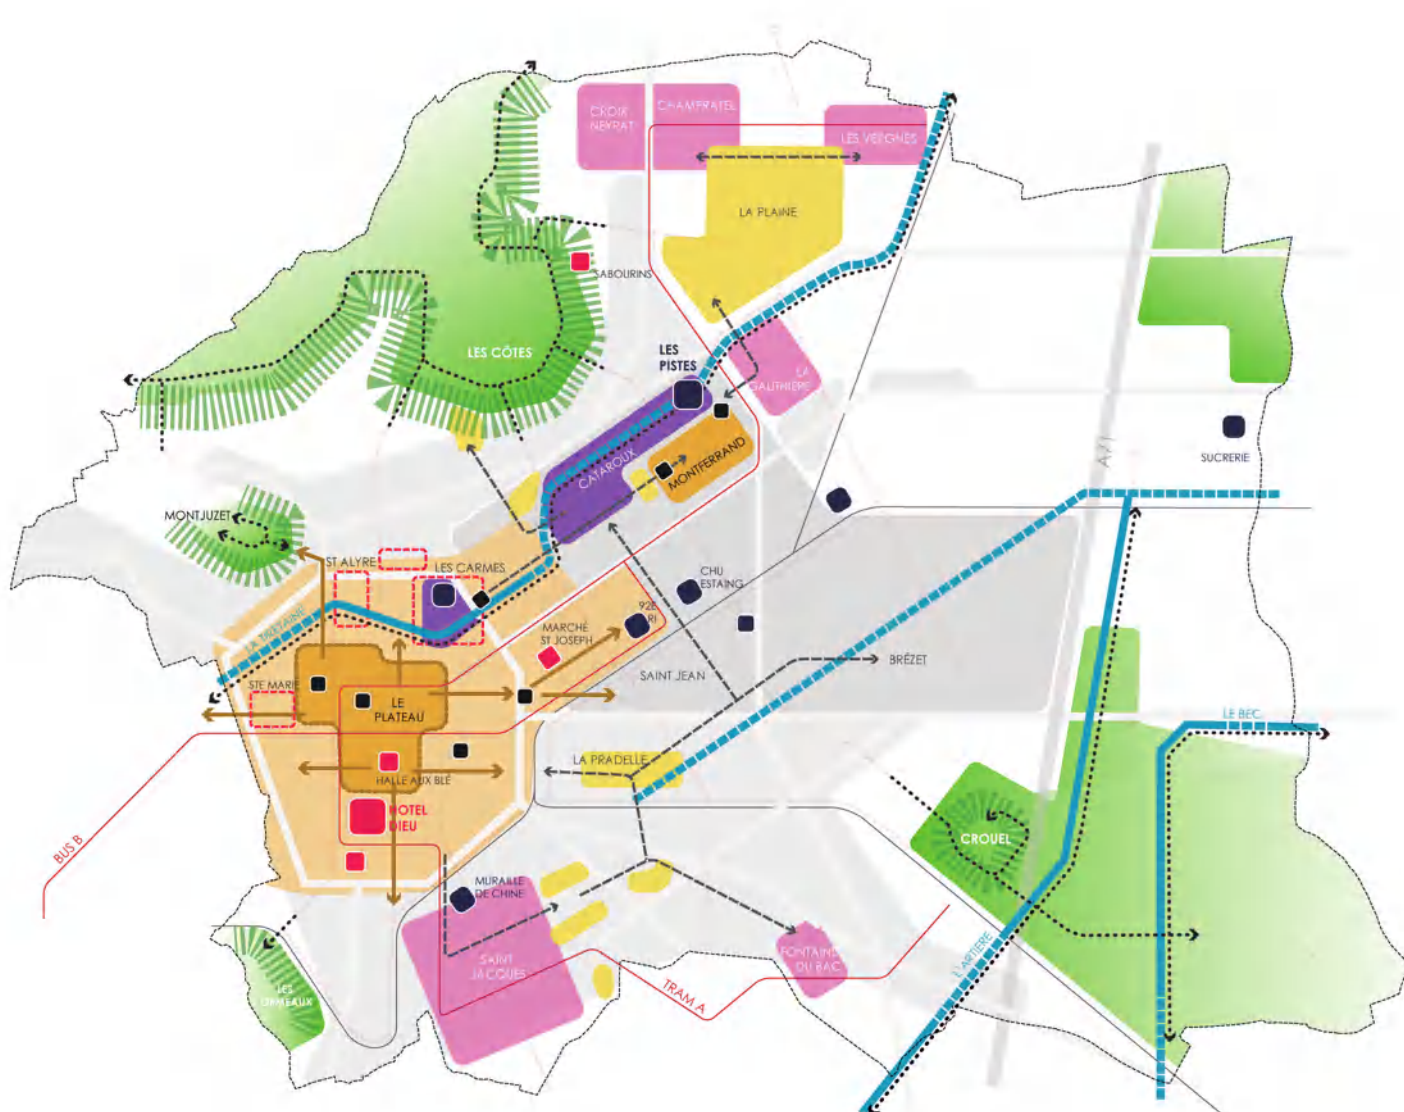 CROIX
NEYRAT
CHAMPRATEL
LES VERGNES
LA PLAINE
SABOURINS
LES CÔTES
LES
PISTES
LA
GAUTHIÈRE
A71
SUCRERIE
CATAROUX
MONTFERRAND
MONTJUZET
ST ALYRE
LES CARMES
CHU
ESTAING
92E
RI
MARCHÉ
ST JOSEPH
LA TIRETAINE
SAINT JEAN
BRÉZET
STE MARIE
LE
PLATEAU
LE BEC
LA PRADELLE
HALLE AUX BLÉ
HOTEL
DIEU
BUS B
CROUEL
MURAILLE
DE CHINE
SAINT
JACQUES
FONTAINE
DU BAC
L'ARTIÈRE
TRAM A
LES
ORMEAUX